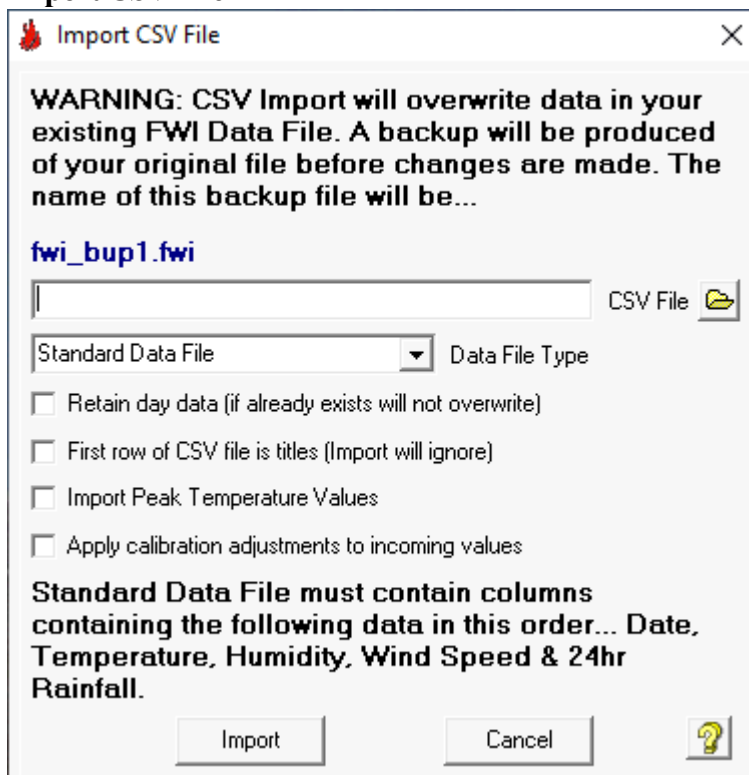 Import CSV File
WARNING: CSV Import will overwrite data in your
existing FWI Data File. A backup will be produced
of your original file before changes are made. The
name of this backup file will be...
fwi_bup1.fwi
CSV File
Standard Data File Data File Type
Retain day data (if already exists will not overwrite)
First row of CSV file is titles (Import will ignore)
Import Peak Temperature Values
Apply calibration adjustments to incoming values
Standard Data File must contain columns
containing the following data in this order... Date,
Temperature, Humidity, Wind Speed & 24hr
Rainfall.
Import Cancel